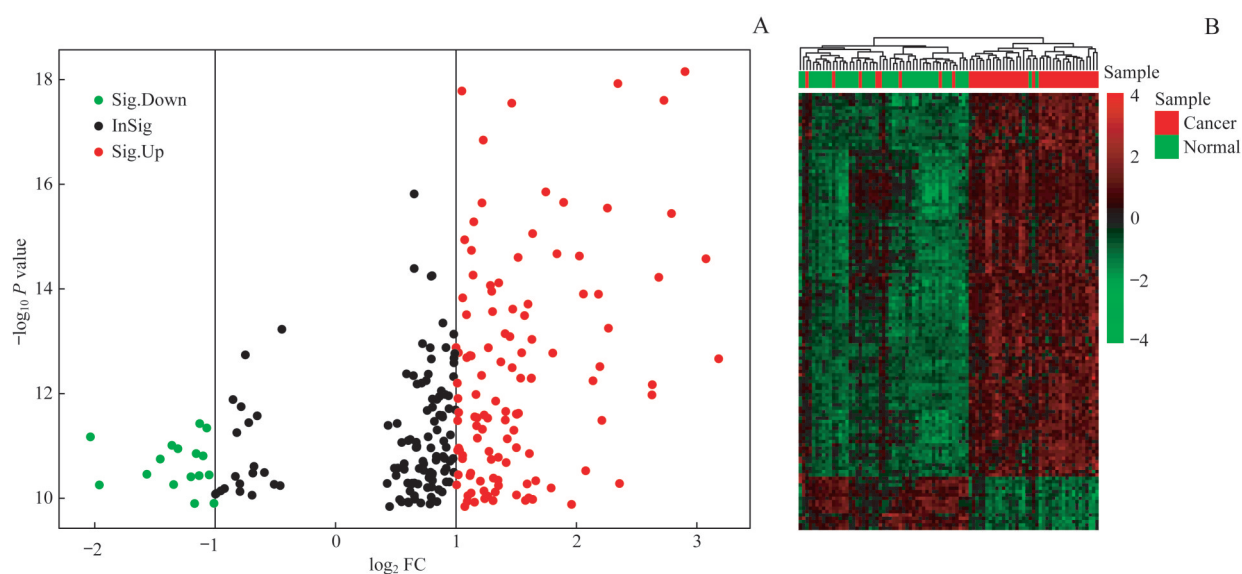 A
18
16
14
12
10
−log₁₀ P value
Sig.Down
InSig
Sig.Up
−2
−1
0
1
2
3
log₂ FC
B
Sample
4
2
0
−2
−4
Sample
Cancer
Normal